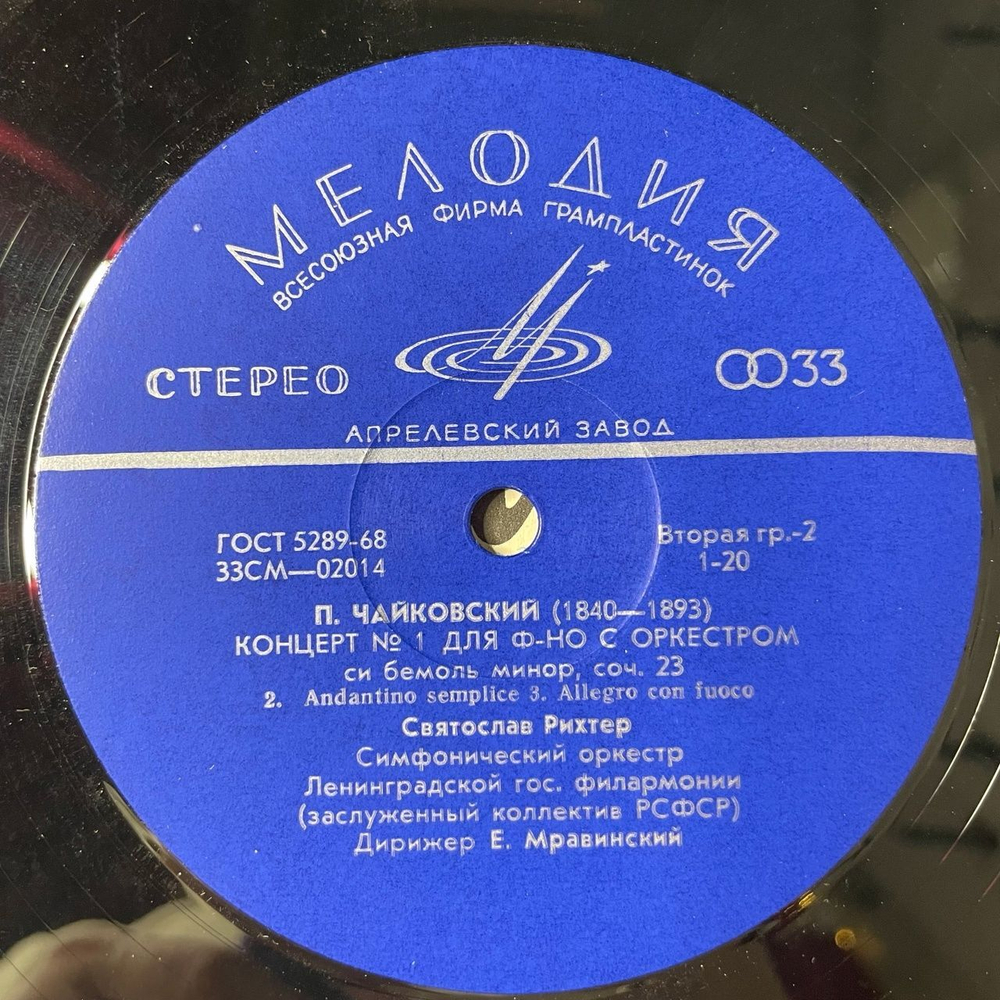 МЕЛОДИЯ
ВСЕСОЮЗНАЯ ФИРМА ГРАМПЛАСТИНОК
СТЕРЕО
33
АПРЕЛЕВСКИЙ ЗАВОД
ГОСТ 5289-68
Вторая гр.-2
33СМ—02014
1-20
П. ЧАЙКОВСКИЙ (1840—1893)
КОНЦЕРТ № 1 ДЛЯ Ф-НО С ОРКЕСТРОМ
си бемоль минор, соч. 23
2. Andantino semplice 3. Allegro con fuoco
Святослав Рихтер
Симфонический оркестр
Ленинградской гос. филармонии
(заслуженный коллектив РСФСР)
Дирижер Е. Мравинский